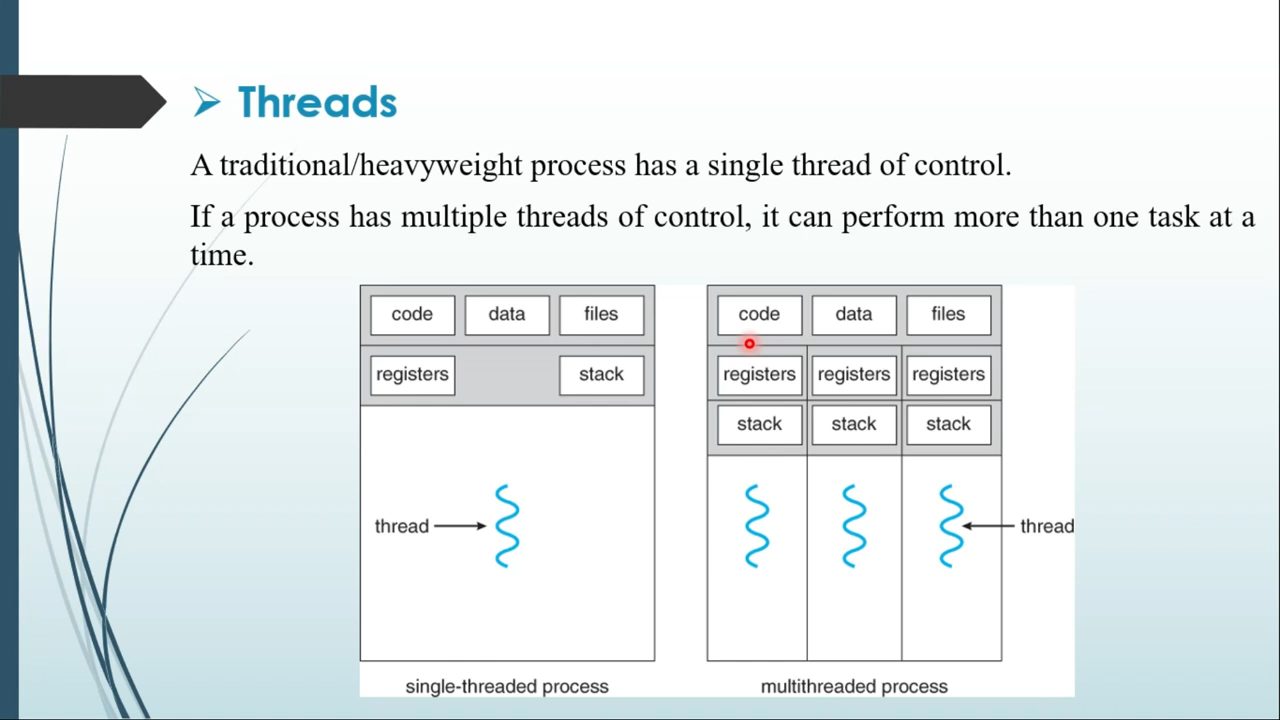 Threads
A traditional/heavyweight process has a single thread of control.
If a process has multiple threads of control, it can perform more than one task at a
time.
code data files
registers stack
thread
single-threaded process
code data files
registers registers registers
stack stack stack
thread
multithreaded process